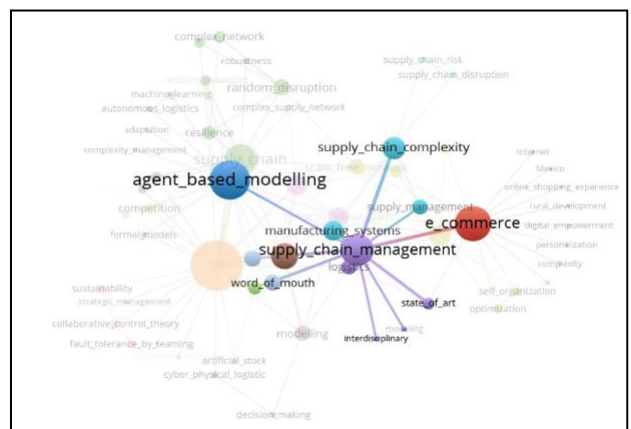 complex_network
robustness
supply_chain_risk
supply_chain_disruption
machine_learning
random_disruption
autonomous_logistics
complex_supply_network
adaptation
resilience
complexity_management
supply_chain
supply_chain_complexity
scale_free_network
internet
Mexico
agent_based_modelling
online_shopping_experience
competition
supply_management
rural_development
formal_models
manufacturing_systems
e_commerce
digital_empowerment
supply_chain_management
personalization
logistics
complexity
sustainability
word_of_mouth
self_organization
strategic_management
state_of_art
optimization
collaborative_control_theory
modelling
modeling
fault_tolerance_by_teaming
interdisciplinary
artificial_stock
cyber_physical_logistic
decision_making